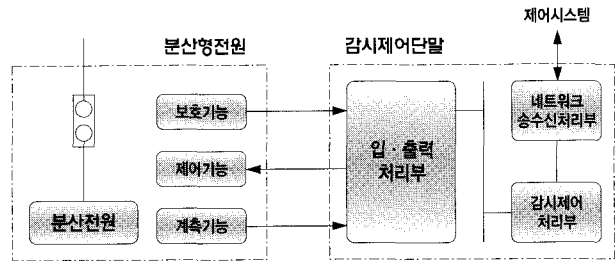 제어시스템
분산형전원
감시제어단말
보호기능
제어기능
계측기능
분산전원
입·출력
처리부
네트워크
송수신처리부
감시제어
처리부